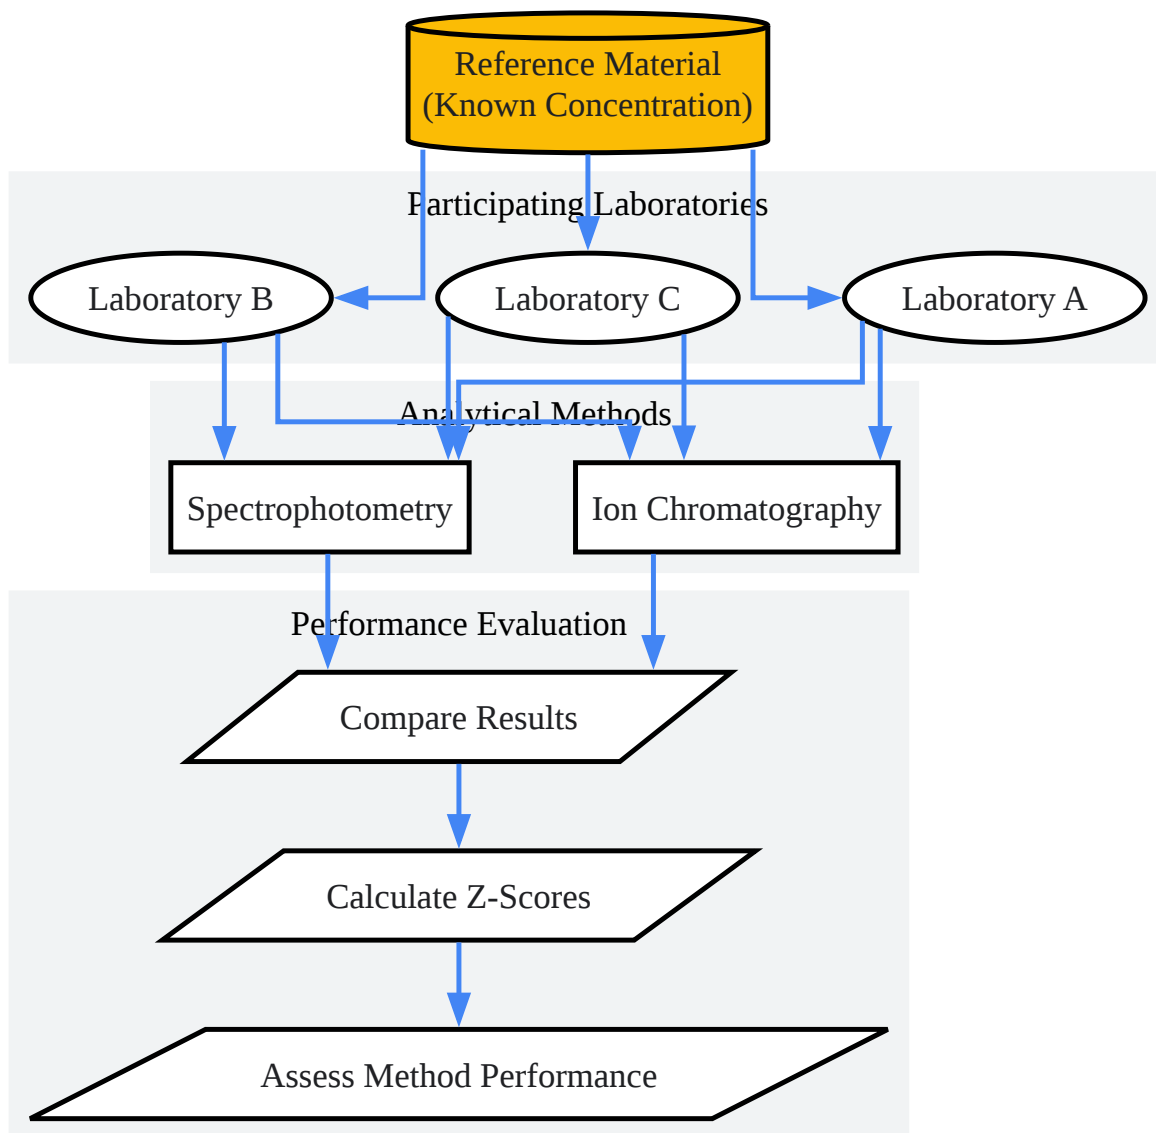 Reference Material
(Known Concentration)
Participating Laboratories
Laboratory B
Laboratory C
Laboratory A
Analytical Methods
Spectrophotometry
Ion Chromatography
Performance Evaluation
Compare Results
Calculate Z-Scores
Assess Method Performance